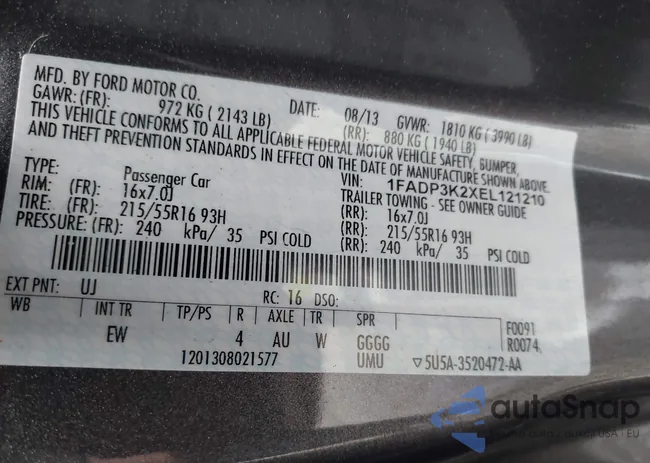 MFD. BY FORD MOTOR CO.
DATE: 08/13 GVWR: 1810 KG (3990 LB)
GAWR: (FR): 972 KG (2143 LB) (RR): 880 KG (1940 LB)
THIS VEHICLE CONFORMS TO ALL APPLICABLE FEDERAL MOTOR VEHICLE SAFETY, BUMPER,
AND THEFT PREVENTION STANDARDS IN EFFECT ON THE DATE OF MANUFACTURE SHOWN ABOVE.
TYPE: Passenger Car VIN: 1FADP3K2XEL121210
TRAILER TOWING - SEE OWNER GUIDE
RIM: (FR) 16x7.0J (RR) 16x7.0J
TIRE: (FR) 215/55R16 93H (RR) 215/55R16 93H
PRESSURE: (FR) 240 kPa/ 35 PSI COLD (RR) 240 kPa/ 35 PSI COLD
EXT PNT: UJ RC: 16 DSO:
WB INT TR TP/PS R AXLE TR SPR F0091
EW 4 AU W GGGG R0074
1201308021577 UMU ▽5U5A-3520472-AA
autaSnap